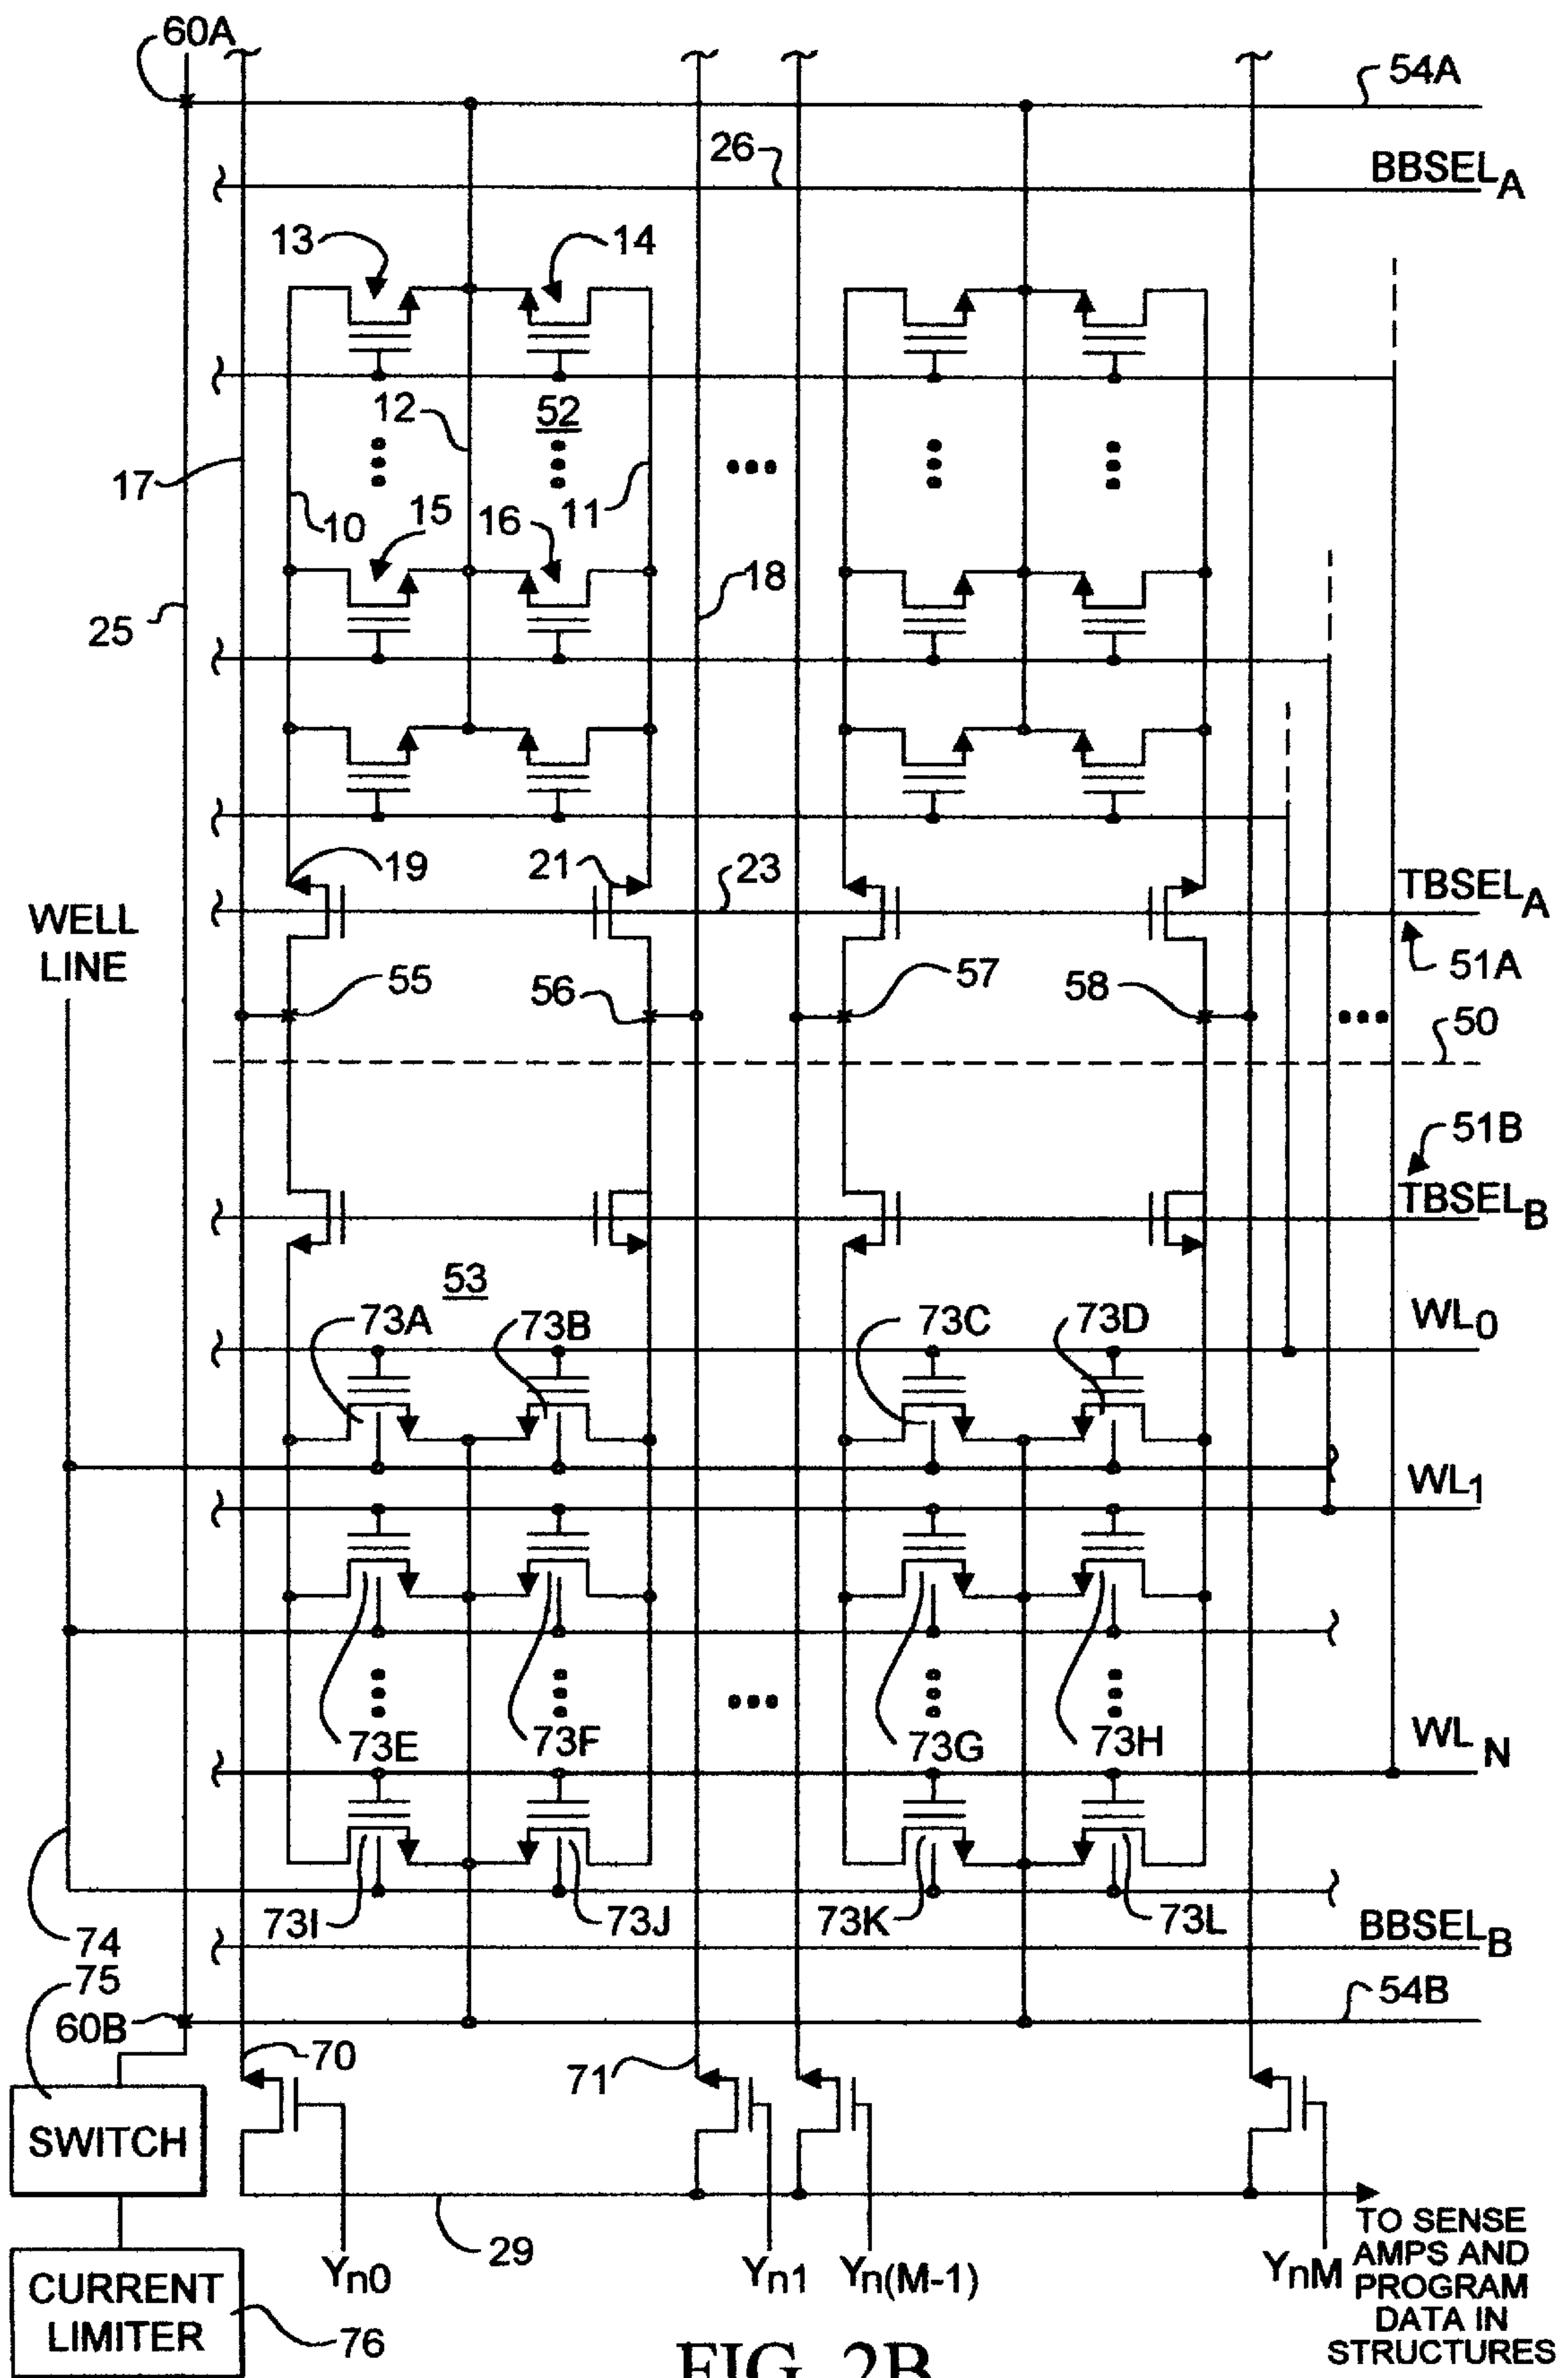 60A
54A
26
BBSELA
13
14
12
52
17
10
15
16
11
18
25
19
21
23
TBSELA
WELL
LINE
51A
55
56
57
58
50
51B
TBSELB
53
73A
73B
73C
73D
WL0
WL1
73E
73F
73G
73H
WLN
73I
73J
73K
73L
74
BBSELB
75
54B
60B
70
71
SWITCH
29
Yn0
Yn1
Yn(M-1)
YnM
TO SENSE
AMPS AND
PROGRAM
DATA IN
STRUCTURES
CURRENT
LIMITER
76
FIG. 2B